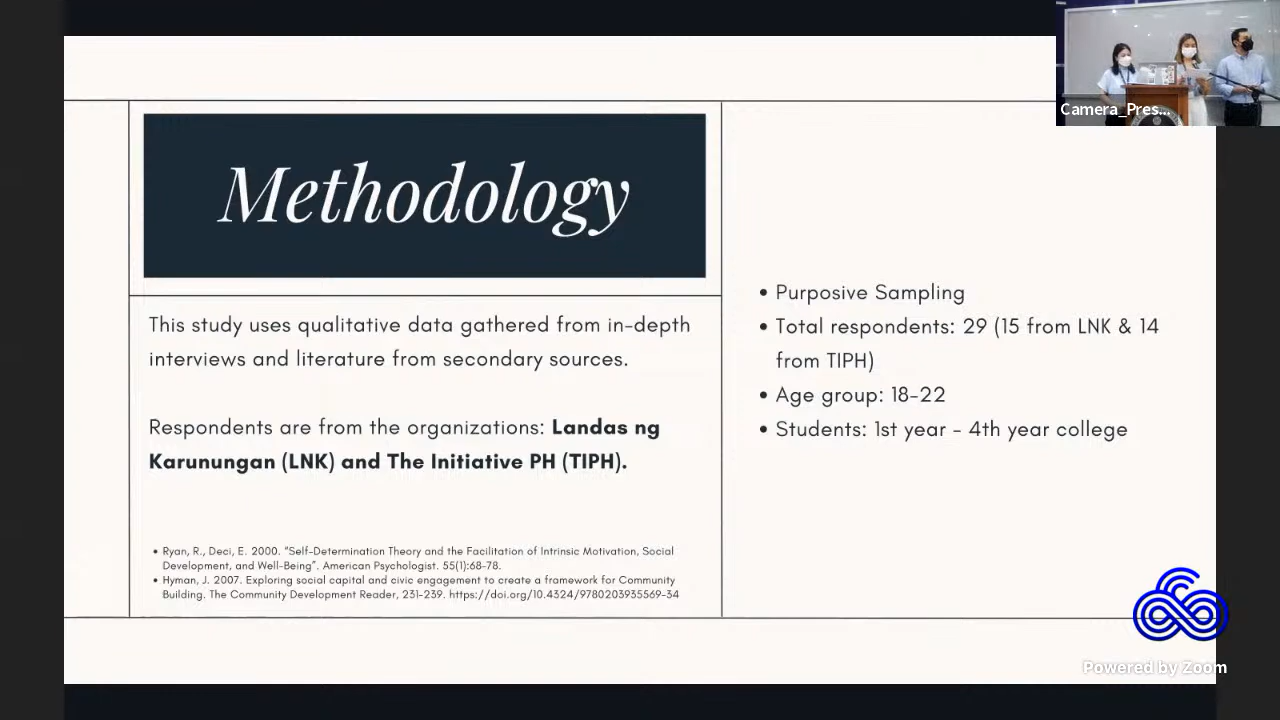 Camera_Pres...
Methodology
This study uses qualitative data gathered from in-depth
interviews and literature from secondary sources.
Respondents are from the organizations: Landas ng
Karunungan (LNK) and The Initiative PH (TIPH).
• Ryan, R., Deci, E. 2000. “Self-Determination Theory and the Facilitation of Intrinsic Motivation, Social
Development, and Well-Being”. American Psychologist. 55(1):68-78.
• Hyman, J. 2007. Exploring social capital and civic engagement to create a framework for Community
Building. The Community Development Reader, 231-239. https://doi.org/10.4324/9780203935569-34
• Purposive Sampling
• Total respondents: 29 (15 from LNK & 14
from TIPH)
• Age group: 18-22
• Students: 1st year - 4th year college
Powered by Zoom